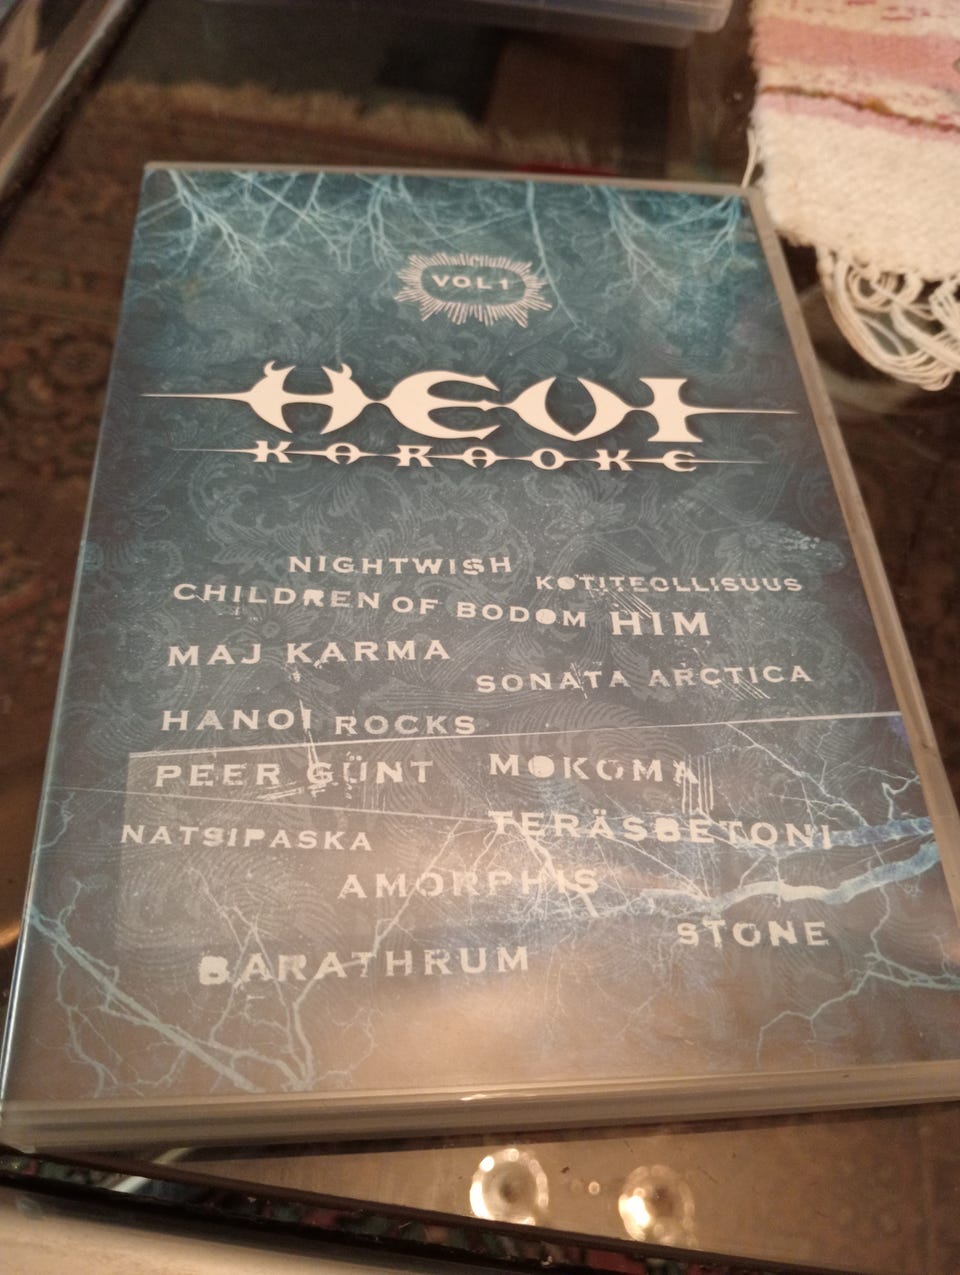 VOL 1
HEVI
KARAOKE
NIGHTWISH
KOTITEOLLISUUS
CHILDREN OF BODOM
HIM
MAJ KARMA
SONATA ARCTICA
HANOI ROCKS
PEER GÜNT
MOKOMA
NATSIPASKA
TERÄSBETONI
AMORPHIS
STONE
BARATHRUM